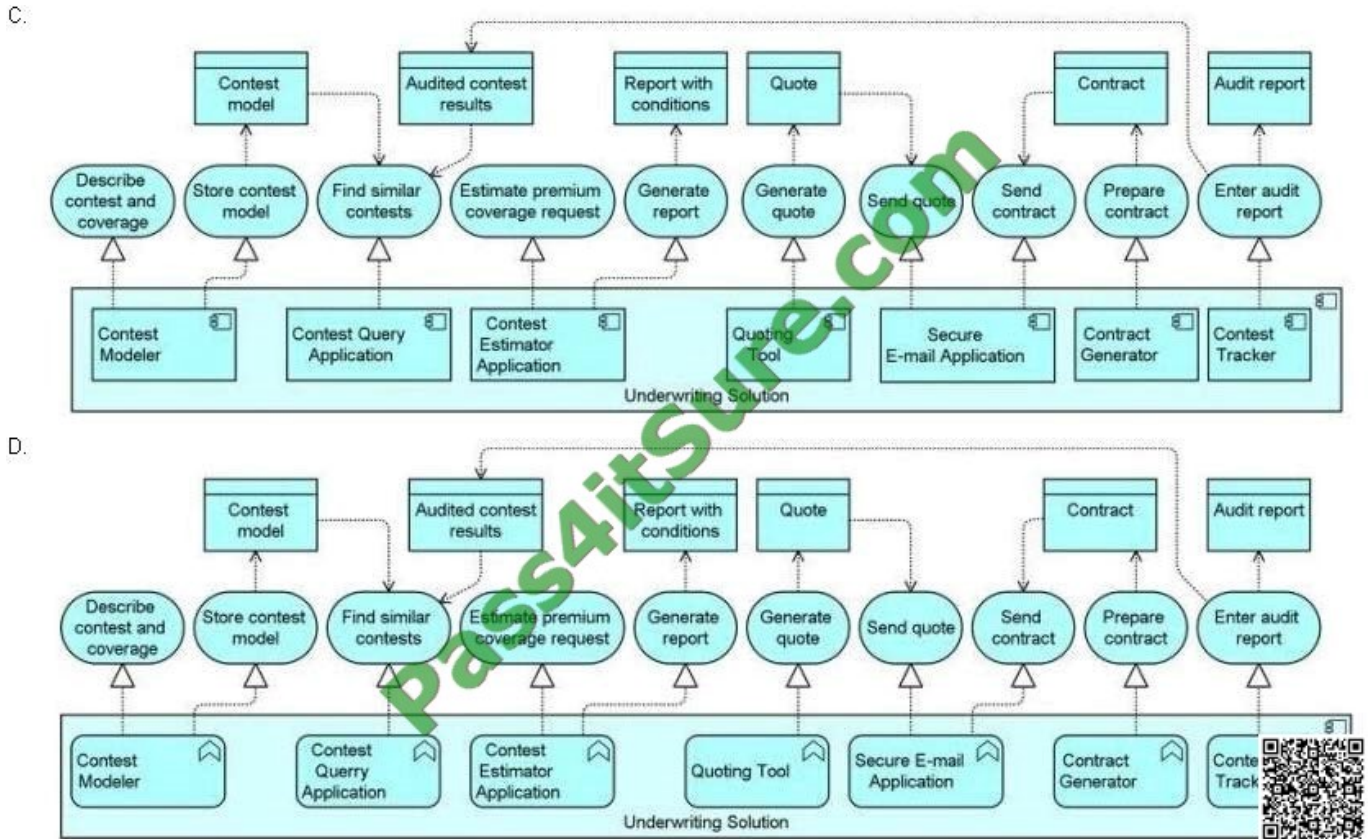 C.
Contest
model
Audited contest
results
Report with
conditions
Quote
Contract
Audit report
Describe
contest and
coverage
Store contest
model
Find similar
contests
Estimate premium
coverage request
Generate
report
Generate
quote
Send quote
Send
contract
Prepare
contract
Enter audit
report
Contest
Modeler
Contest Query
Application
Contest
Estimator
Application
Quoting
Tool
Secure
E-mail Application
Contract
Generator
Contest
Tracker
Underwriting Solution
D.
Contest
model
Audited contest
results
Report with
conditions
Quote
Contract
Audit report
Describe
contest and
coverage
Store contest
model
Find similar
contests
Estimate premium
coverage request
Generate
report
Generate
quote
Send quote
Send
contract
Prepare
contract
Enter audit
report
Contest
Modeler
Contest
Querry
Application
Contest
Estimator
Application
Quoting Tool
Secure E-mail
Application
Contract
Generator
Underwriting Solution
Pass4itSure.com